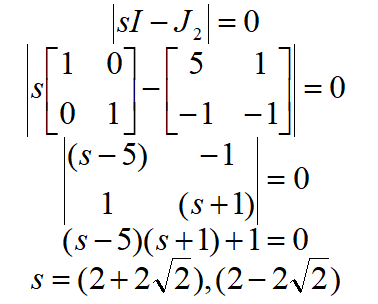 |sI − J₂| = 0
|s[1 0; 0 1] − [5 1; −1 −1]| = 0
|(s−5) −1; 1 (s+1)| = 0
(s−5)(s+1)+1=0
s=(2+2√2),(2−2√2)